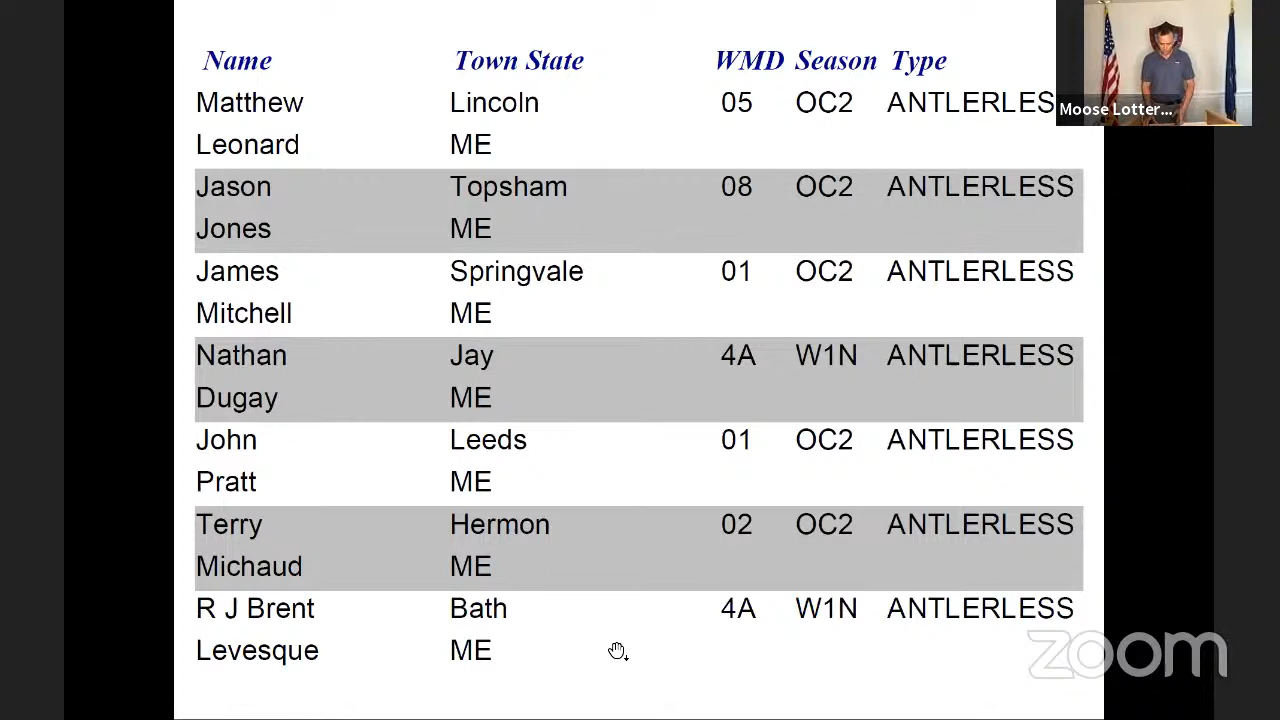 Name Town State WMD Season Type
Matthew Lincoln 05 OC2 ANTLERLES
Leonard ME
Jason Topsham 08 OC2 ANTLERLESS
Jones ME
James Springvale 01 OC2 ANTLERLESS
Mitchell ME
Nathan Jay 4A W1N ANTLERLESS
Dugay ME
John Leeds 01 OC2 ANTLERLESS
Pratt ME
Terry Hermon 02 OC2 ANTLERLESS
Michaud ME
R J Brent Bath 4A W1N ANTLERLESS
Levesque ME
Moose Lotter...
zoom